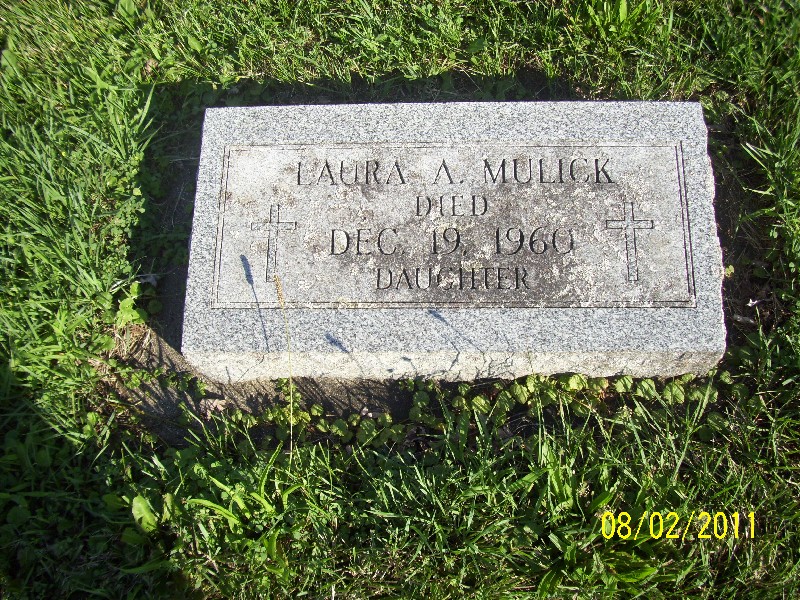 LAURA A. MULICK
DIED
DEC. 19, 1960
DAUGHTER
08/02/2011